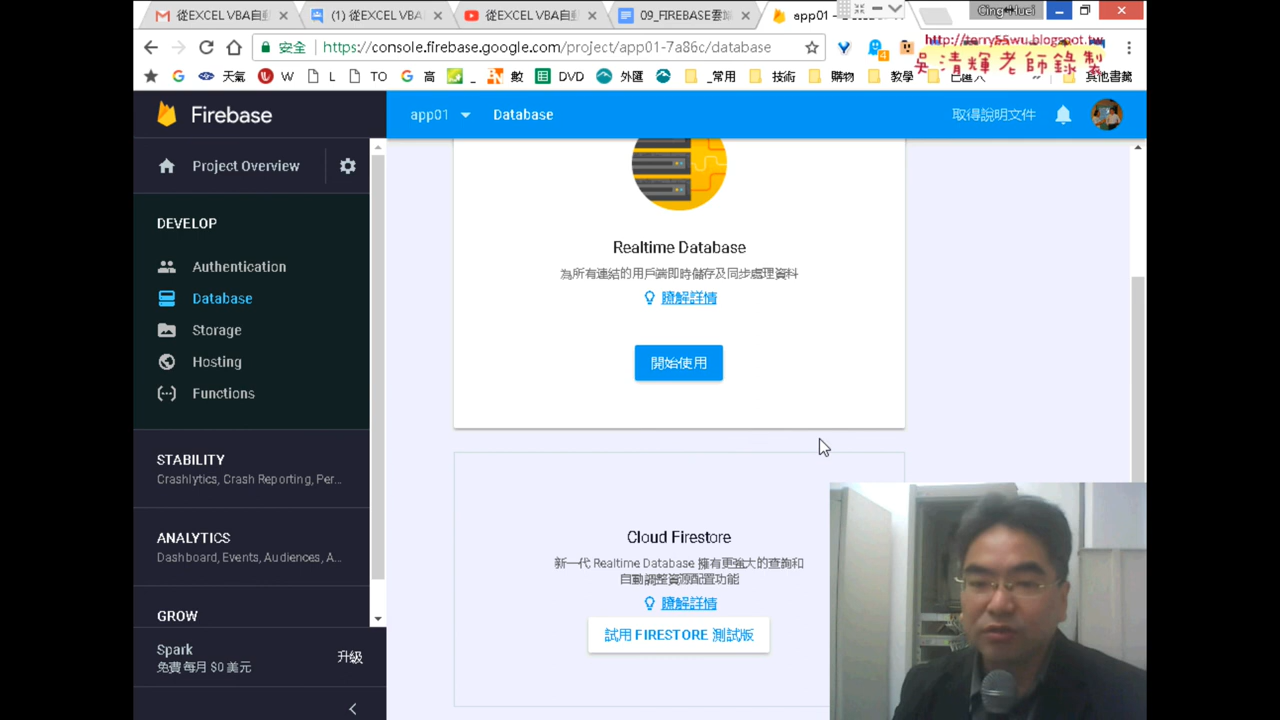 從EXCEL VBA自動
(1) 從EXCEL VBA
從EXCEL VBA自動
09_FIREBASE雲端
app01 -
Cing-Huei
安全
https://console.firebase.google.com/project/app01-7a86c/database
http://terry55wu.blogspot.tw
吳清輝老師錄製
天氣
W
L
TO
高
數
DVD
外匯
_常用
技術
購物
教學
其他書籤
Firebase
app01
Database
取得說明文件
Project Overview
DEVELOP
Authentication
Database
Storage
Hosting
Functions
STABILITY
Crashlytics, Crash Reporting, Per...
ANALYTICS
Dashboard, Events, Audiences, A...
GROW
Spark
免費 每月 $0 美元
升級
Realtime Database
為所有連結的用戶端即時儲存及同步處理資料
瞭解詳情
開始使用
Cloud Firestore
新一代 Realtime Database 擁有更強大的查詢和
自動調整資源配置功能
瞭解詳情
試用 FIRESTORE 測試版